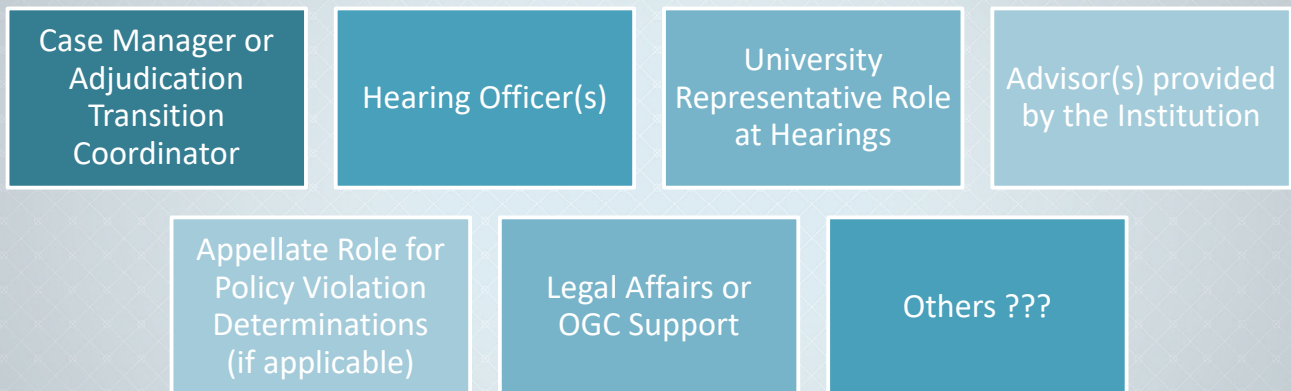 Case Manager or
Adjudication
Transition
Coordinator
Hearing Officer(s)
University
Representative Role
at Hearings
Advisor(s) provided
by the Institution
Appellate Role for
Policy Violation
Determinations
(if applicable)
Legal Affairs or
OGC Support
Others ???